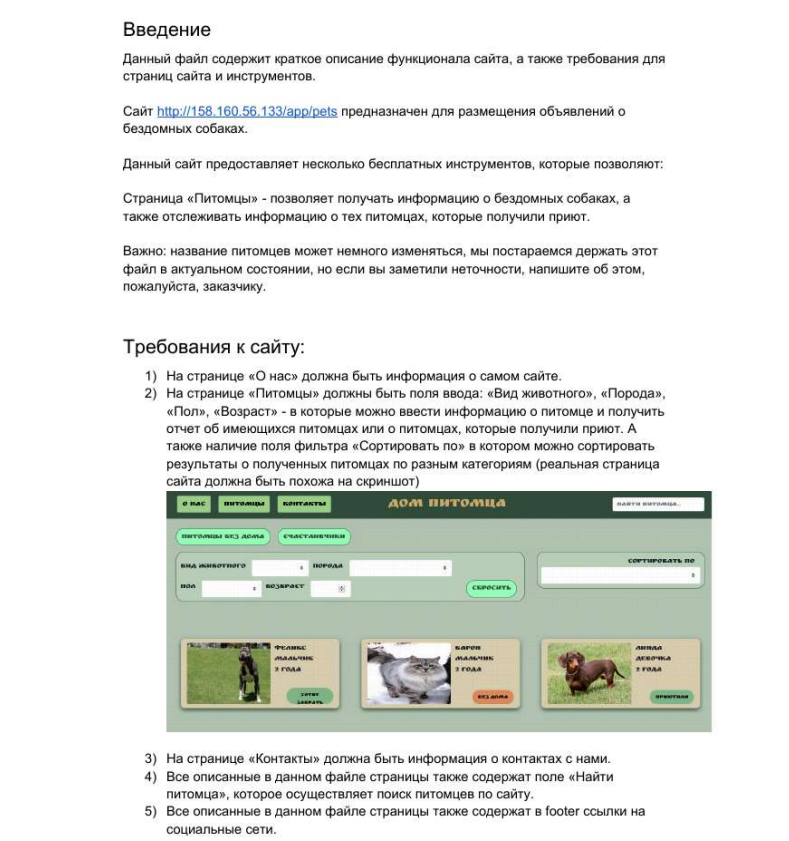 Введение
Данный файл содержит краткое описание функционала сайта, а также требования для
страниц сайта и инструментов.
Сайт http://158.160.56.133/app/pets предназначен для размещения объявлений о
бездомных собаках.
Данный сайт предоставляет несколько бесплатных инструментов, которые позволяют:
Страница «Питомцы» - позволяет получать информацию о бездомных собаках, а
также отслеживать информацию о тех питомцах, которые получили приют.
Важно: название питомцев может немного изменяться, мы постараемся держать этот
файл в актуальном состоянии, но если вы заметили неточности, напишите об этом,
пожалуйста, заказчику.
Требования к сайту:
1) На странице «О нас» должна быть информация о самом сайте.
2) На странице «Питомцы» должны быть поля ввода: «Вид животного», «Порода»,
«Пол», «Возраст» - в которые можно ввести информацию о питомце и получить
отчет об имеющихся питомцах или о питомцах, которые получили приют. А
также наличие поля фильтра «Сортировать по» в котором можно сортировать
результаты о полученных питомцах по разным категориям (реальная страница
сайта должна быть похожа на скриншот)
О НАС ПИТОМЦЫ КОНТАКТЫ ДОМ ПИТОМЦА НАЙТИ ПИТОМЦА...
ПИТОМЦЫ БЕЗ ДОМА СЧАСТЛИВЧИКИ
ВИД ЖИВОТНОГО ПОРОДА СОРТИРОВАТЬ ПО
ПОЛ ВОЗРАСТ СБРОСИТЬ
ФЕЛИКС
МАЛЬЧИК
2 ГОДА
ХОТЯТ
ЗАБРАТЬ
БАРОН
МАЛЬЧИК
2 ГОДА
БЕЗ ДОМА
ЛИНДА
ДЕВОЧКА
2 ГОДА
ПРИЮТИЛИ
3) На странице «Контакты» должна быть информация о контактах с нами.
4) Все описанные в данном файле страницы также содержат поле «Найти
питомца», которое осуществляет поиск питомцев по сайту.
5) Все описанные в данном файле страницы также содержат в footer ссылки на
социальные сети.